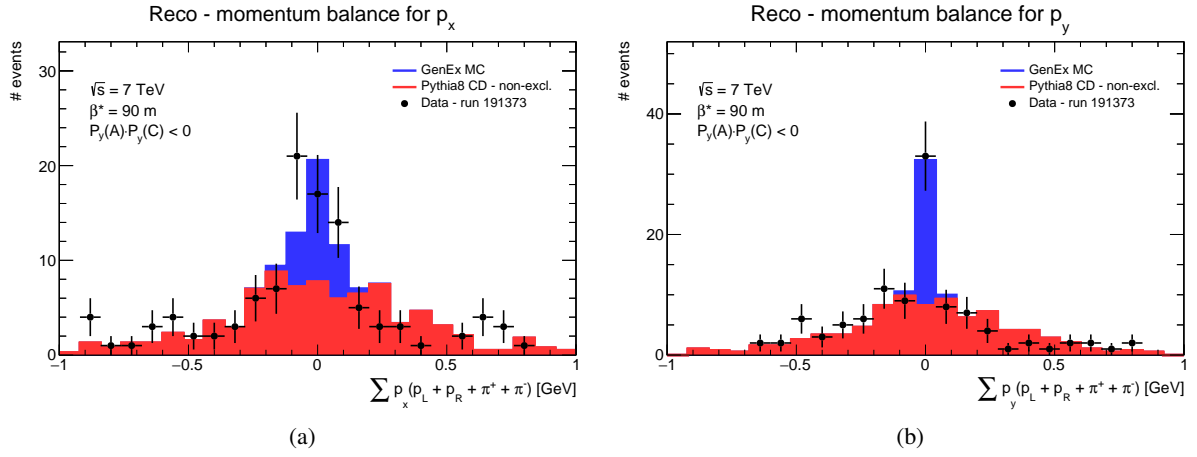 Reco - momentum balance for p_x
# events
30
20
10
0
√s = 7 TeV
β* = 90 m
P_y(A)·P_y(C) < 0
GenEx MC
Pythia8 CD - non-excl.
Data - run 191373
−1 −0.5 0 0.5 1
∑ p_x (p_L + p_R + π⁺ + π⁻) [GeV]
(a)
Reco - momentum balance for p_y
# events
40
20
0
√s = 7 TeV
β* = 90 m
P_y(A)·P_y(C) < 0
GenEx MC
Pythia8 CD - non-excl.
Data - run 191373
−1 −0.5 0 0.5 1
∑ p_y (p_L + p_R + π⁺ + π⁻) [GeV]
(b)